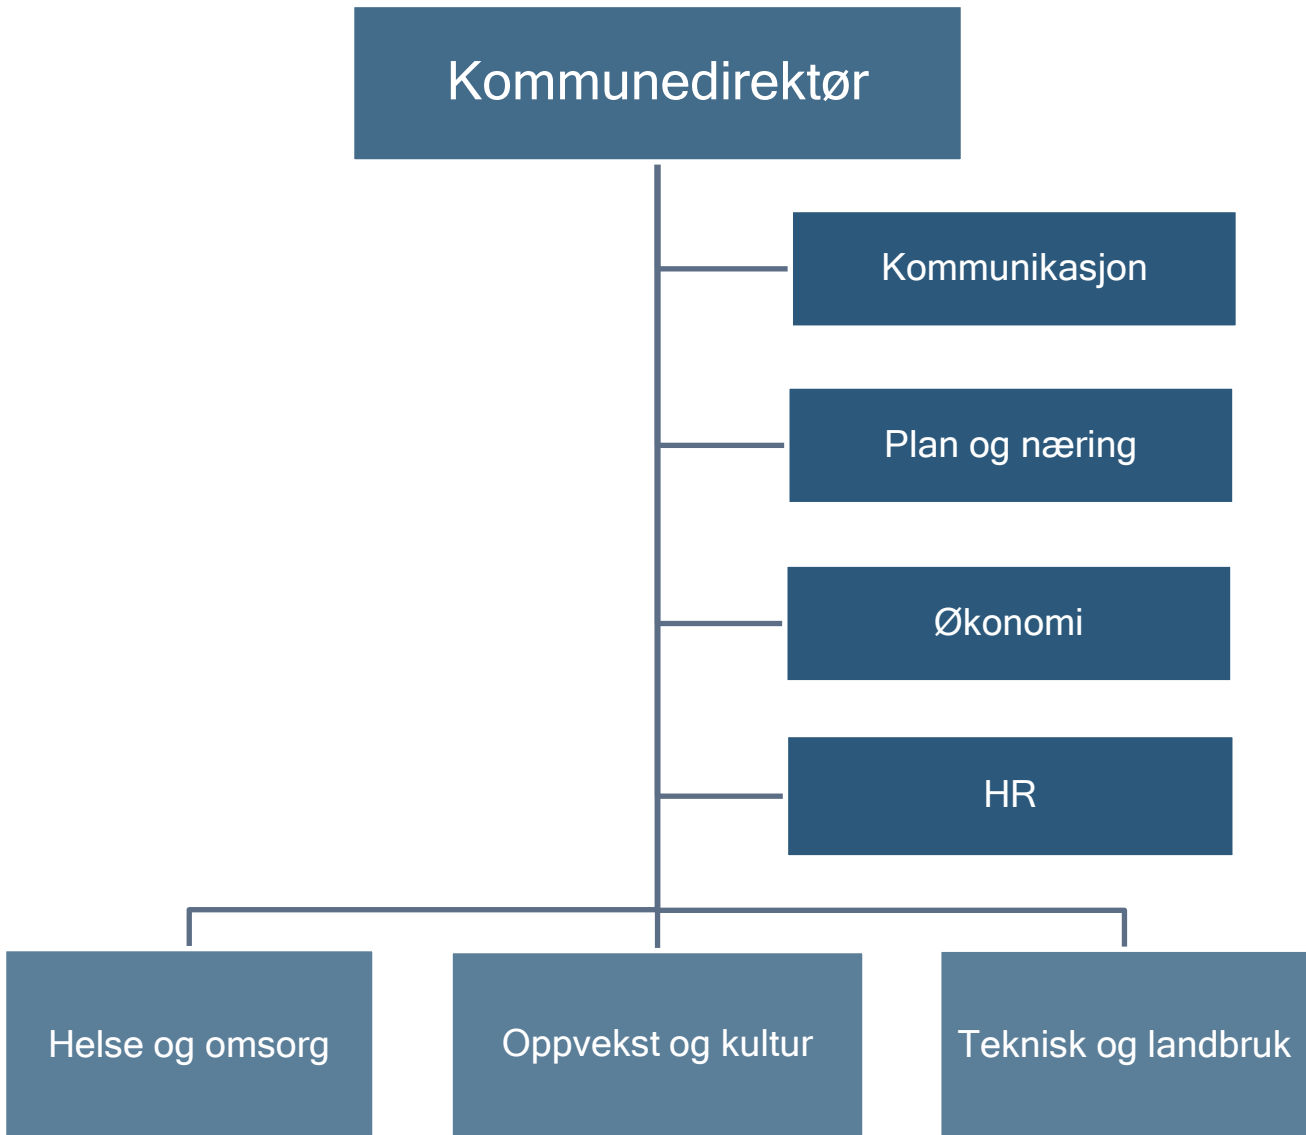 Kommunedirektør
Kommunikasjon
Plan og næring
Økonomi
HR
Helse og omsorg
Oppvekst og kultur
Teknisk og landbruk